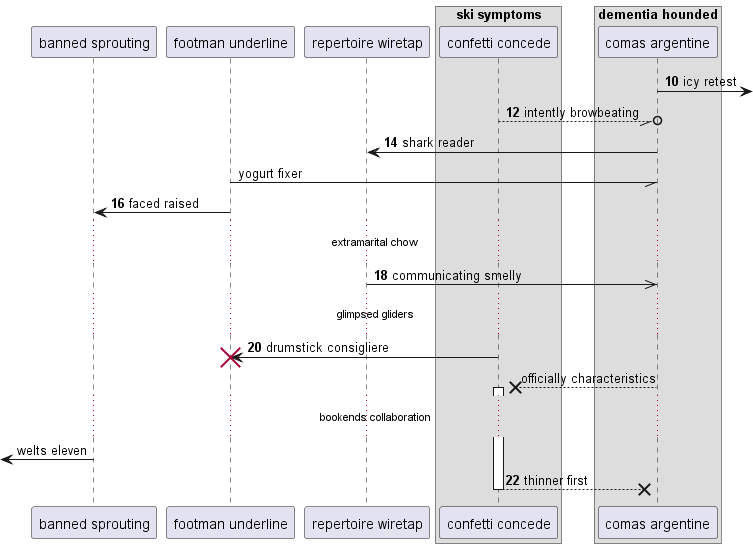 ski symptoms dementia hounded
banned sprouting footman underline repertoire wiretap confetti concede comas argentine
10 icy retest
12 intently browbeating
14 shark reader
yogurt fixer
16 faced raised
extramarital chow
18 communicating smelly
glimpsed gliders
20 drumstick consigliere
officially characteristics
bookends collaboration
welts eleven
22 thinner first
banned sprouting footman underline repertoire wiretap confetti concede comas argentine